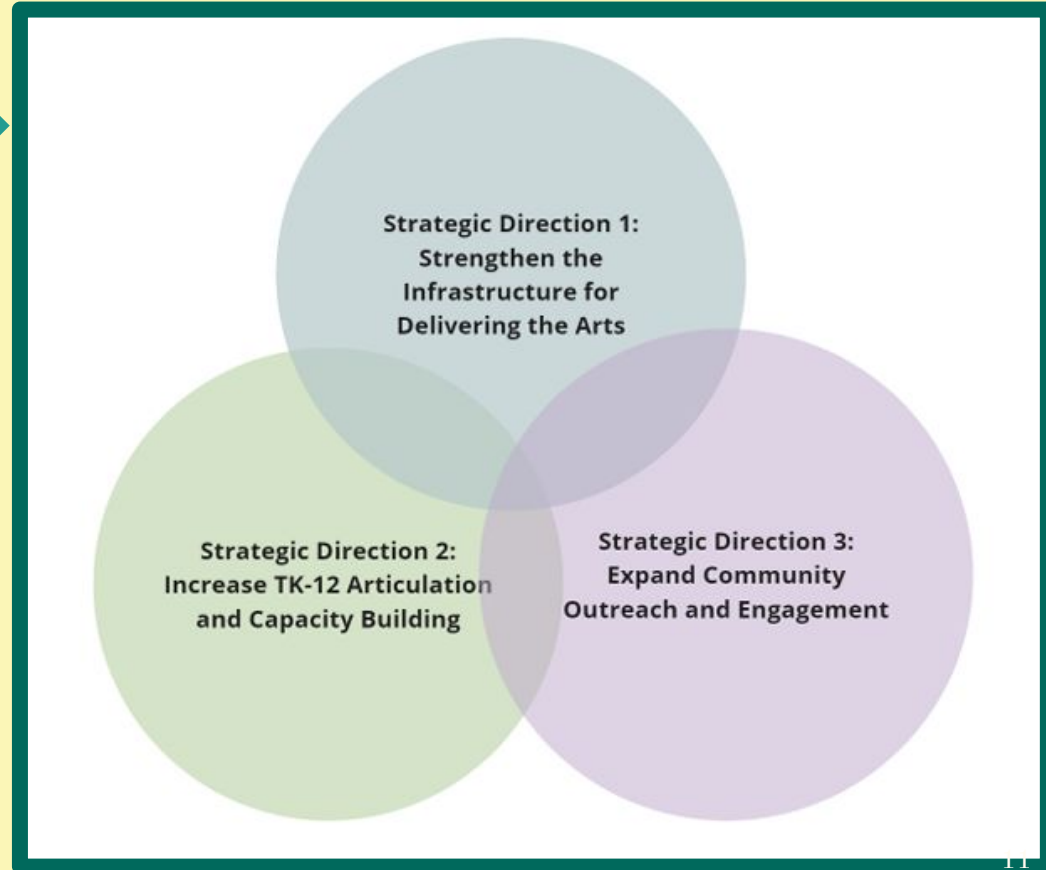 Strategic Direction 1:
Strengthen the
Infrastructure for
Delivering the Arts
Strategic Direction 2:
Increase TK-12 Articulation
and Capacity Building
Strategic Direction 3:
Expand Community
Outreach and Engagement
11